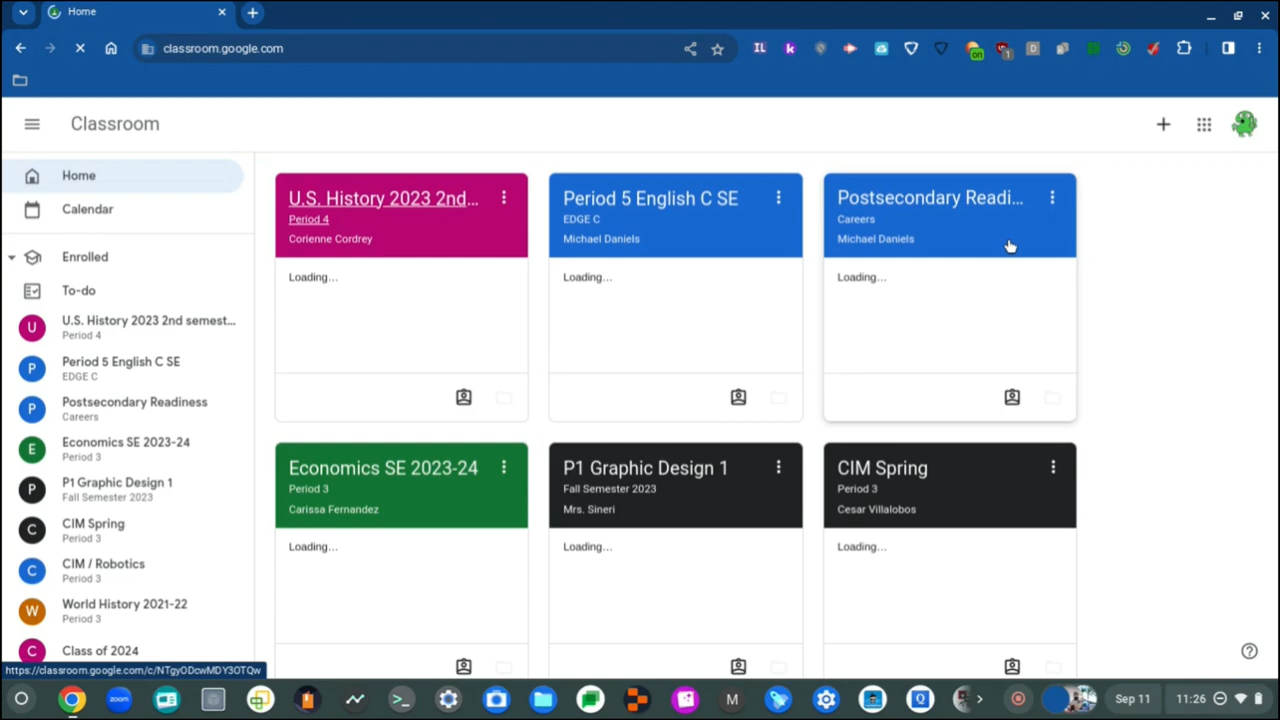 Home
classroom.google.com
IL
k
D
on
1
Classroom
Home
Calendar
Enrolled
To-do
U
U.S. History 2023 2nd semest...
Period 4
P
Period 5 English C SE
EDGE C
P
Postsecondary Readiness
Careers
E
Economics SE 2023-24
Period 3
P
P1 Graphic Design 1
Fall Semester 2023
C
CIM Spring
Period 3
C
CIM / Robotics
Period 3
W
World History 2021-22
Period 3
C
Class of 2024
U.S. History 2023 2nd...
Period 4
Corienne Cordrey
Loading...
Period 5 English C SE
EDGE C
Michael Daniels
Loading...
Postsecondary Readi...
Careers
Michael Daniels
Loading...
Economics SE 2023-24
Period 3
Carissa Fernandez
Loading...
P1 Graphic Design 1
Fall Semester 2023
Mrs. Sineri
Loading...
CIM Spring
Period 3
Cesar Villalobos
Loading...
https://classroom.google.com/c/NTgyODcwMDY3OTQw
zoom
M
Q
Sep 11
11:26